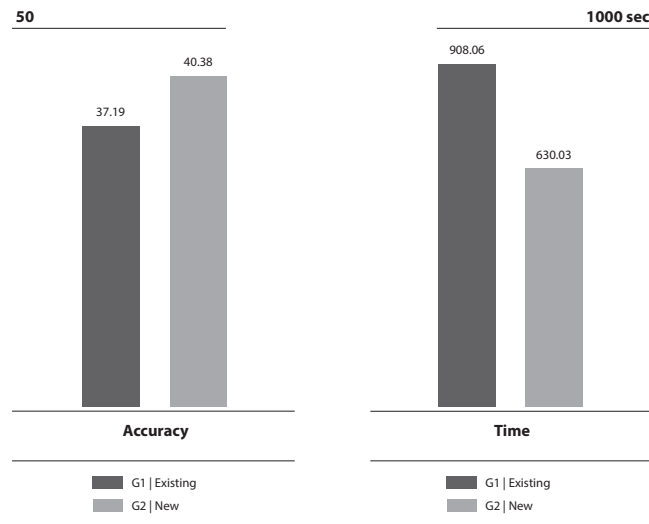 50
40.38
37.19
Accuracy
G1 | Existing
G2 | New
1000 sec
908.06
630.03
Time
G1 | Existing
G2 | New